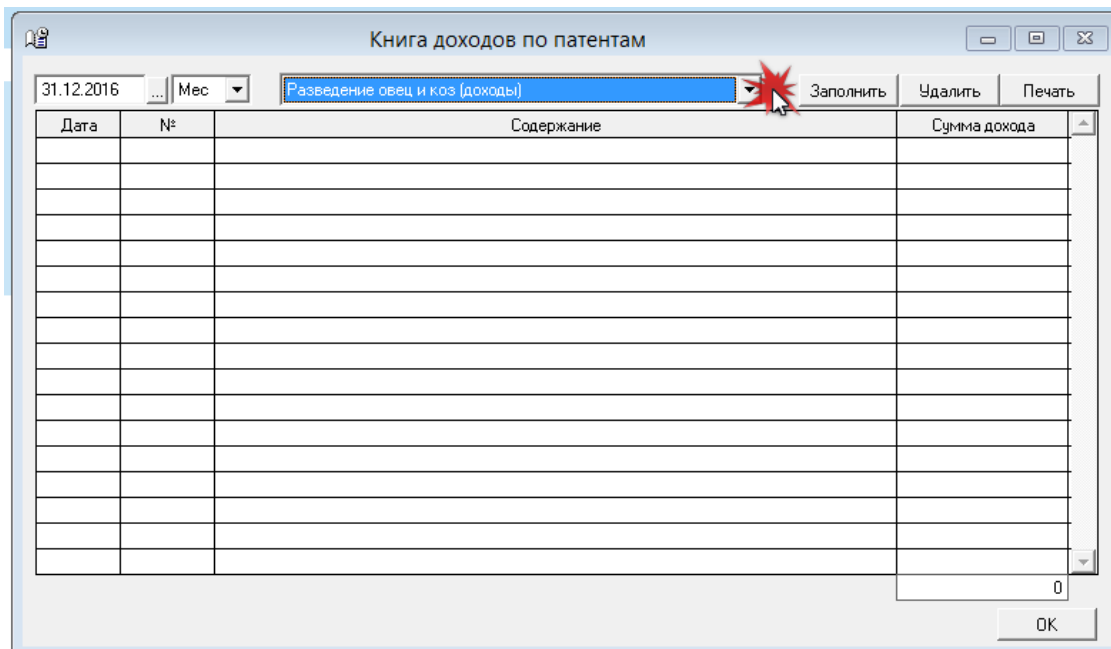 Книга доходов по патентам
31.12.2016 ... Мес Разведение овец и коз (доходы) Заполнить Удалить Печать
Дата № Содержание Сумма дохода
0
OK